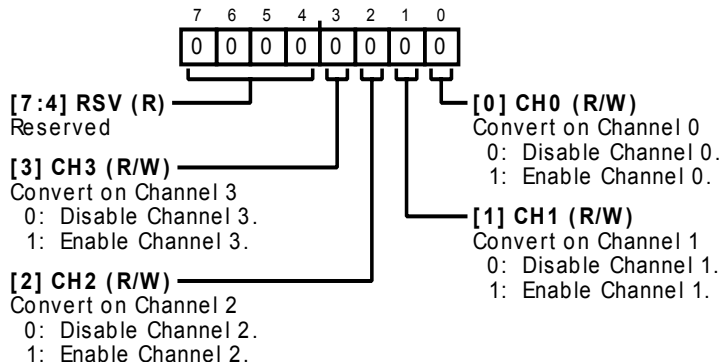 7 6 5 4 3 2 1 0
0 0 0 0 0 0 0 0
[7:4] RSV (R)
Reserved
[3] CH3 (R/W)
Convert on Channel 3
0: Disable Channel 3.
1: Enable Channel 3.
[2] CH2 (R/W)
Convert on Channel 2
0: Disable Channel 2.
1: Enable Channel 2.
[0] CH0 (R/W)
Convert on Channel 0
0: Disable Channel 0.
1: Enable Channel 0.
[1] CH1 (R/W)
Convert on Channel 1
0: Disable Channel 1.
1: Enable Channel 1.